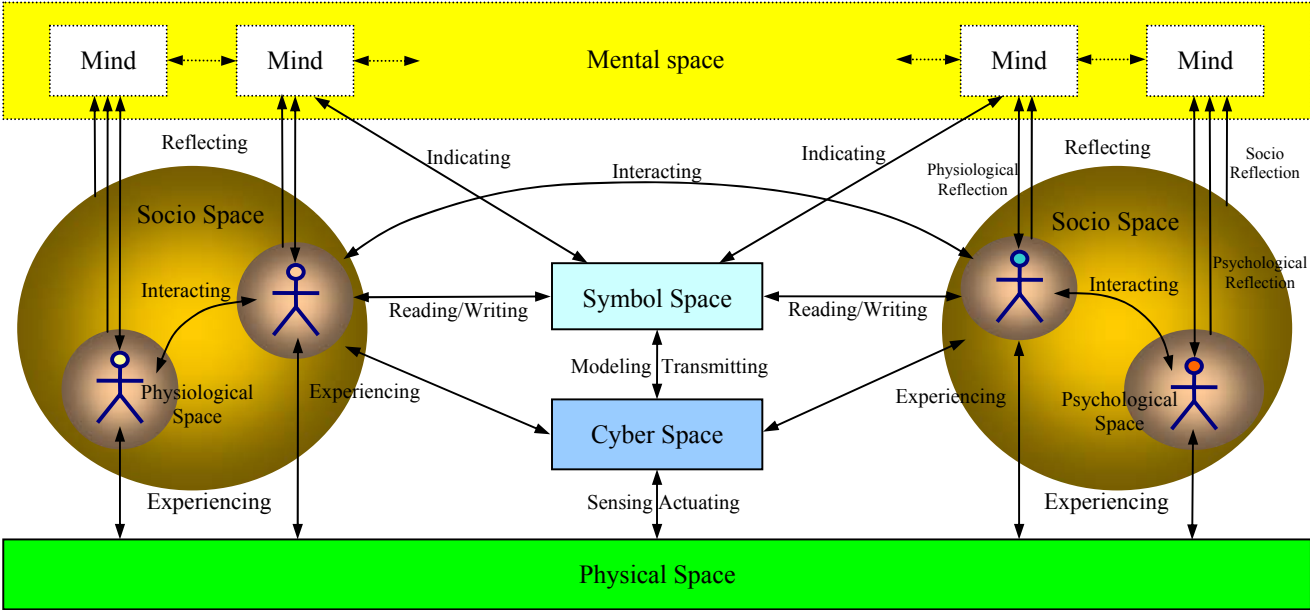 Mind
Mind
Mental space
Mind
Mind
Reflecting
Indicating
Interacting
Indicating
Physiological
Reflection
Reflecting
Socio
Reflection
Socio Space
Socio Space
Interacting
Symbol Space
Interacting
Psychological
Reflection
Reading/Writing
Reading/Writing
Modeling
Transmitting
Physiological
Space
Experiencing
Experiencing
Psychological
Space
Cyber Space
Experiencing
Sensing
Actuating
Experiencing
Physical Space